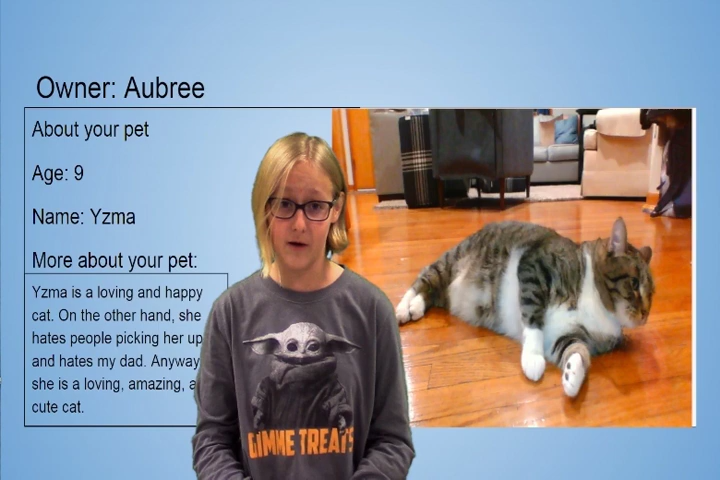 Owner: Aubree
About your pet
Age: 9
Name: Yzma
More about your pet:
Yzma is a loving and happy
cat. On the other hand, she
hates people picking her up
and hates my dad. Anyway
she is a loving, amazing, a
cute cat.
GIMME TREATS